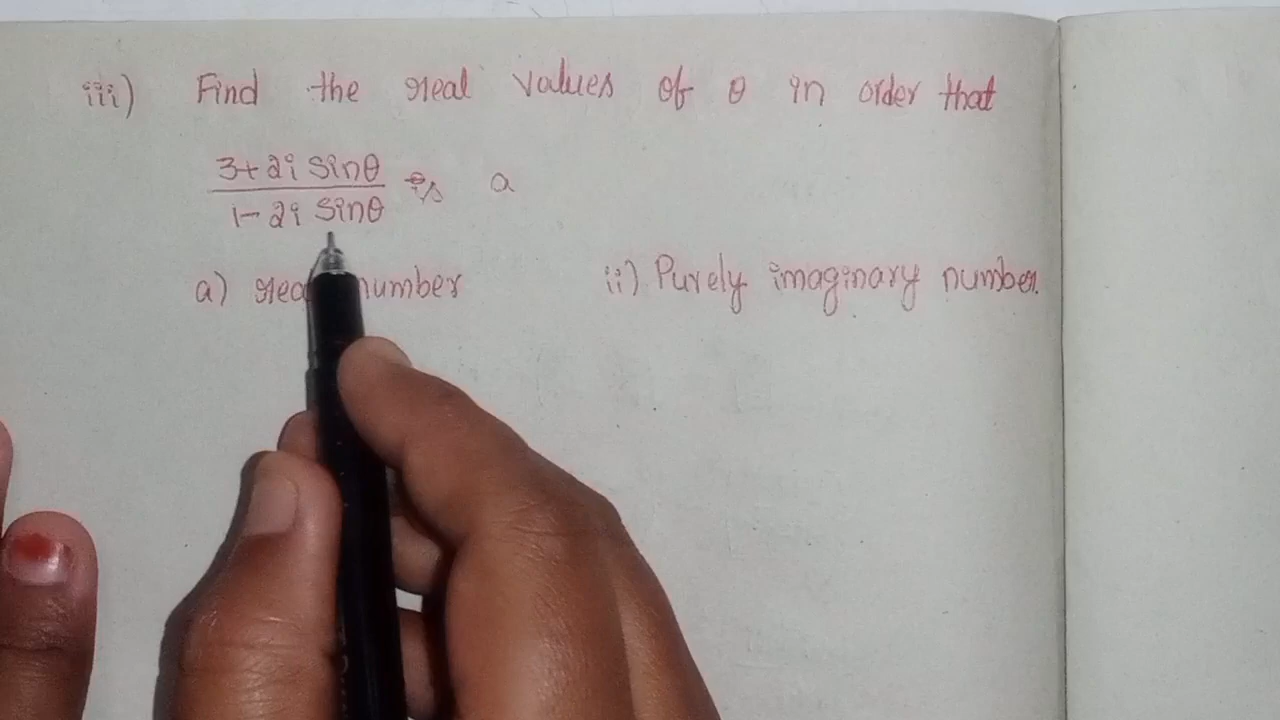 iii) Find the real values of θ in order that
3+2i sinθ
1-2i sinθ
is a
a) real number ii) Purely imaginary number.